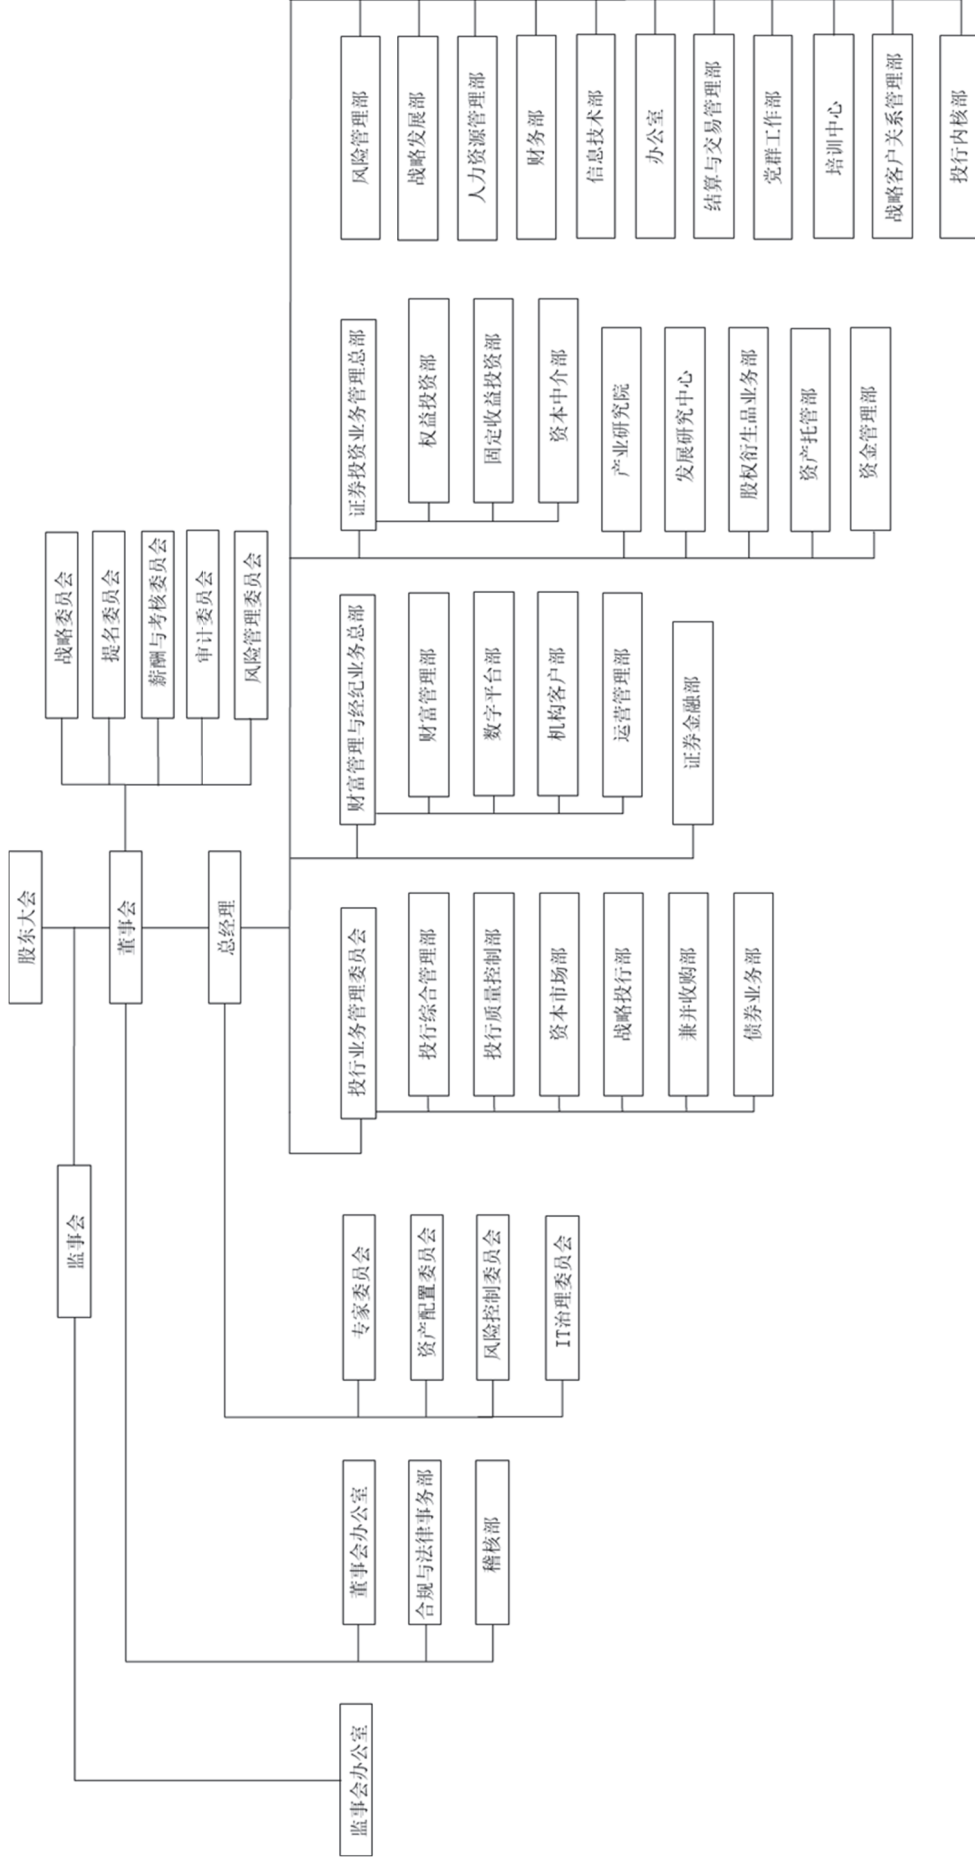 股东大会
监事会
董事会
战略委员会
提名委员会
薪酬与考核委员会
审计委员会
风险管理委员会
总经理
监事会办公室
董事会办公室
合规与法律事务部
稽核部
专家委员会
资产配置委员会
风险控制委员会
IT治理委员会
投行业务管理委员会
投行综合管理部
投行质量控制部
资本市场部
战略投行部
兼并收购部
债券业务部
财富管理与经纪业务总部
财富管理部
数字平台部
机构客户部
运营管理部
证券金融部
证券投资业务管理总部
权益投资部
固定收益投资部
资本中介部
产业研究院
发展研究中心
股权衍生品业务部
资产托管部
资金管理部
风险管理部
战略发展部
人力资源管理部
财务部
信息技术部
办公室
结算与交易管理部
党群工作部
培训中心
战略客户关系管理部
投行内核部